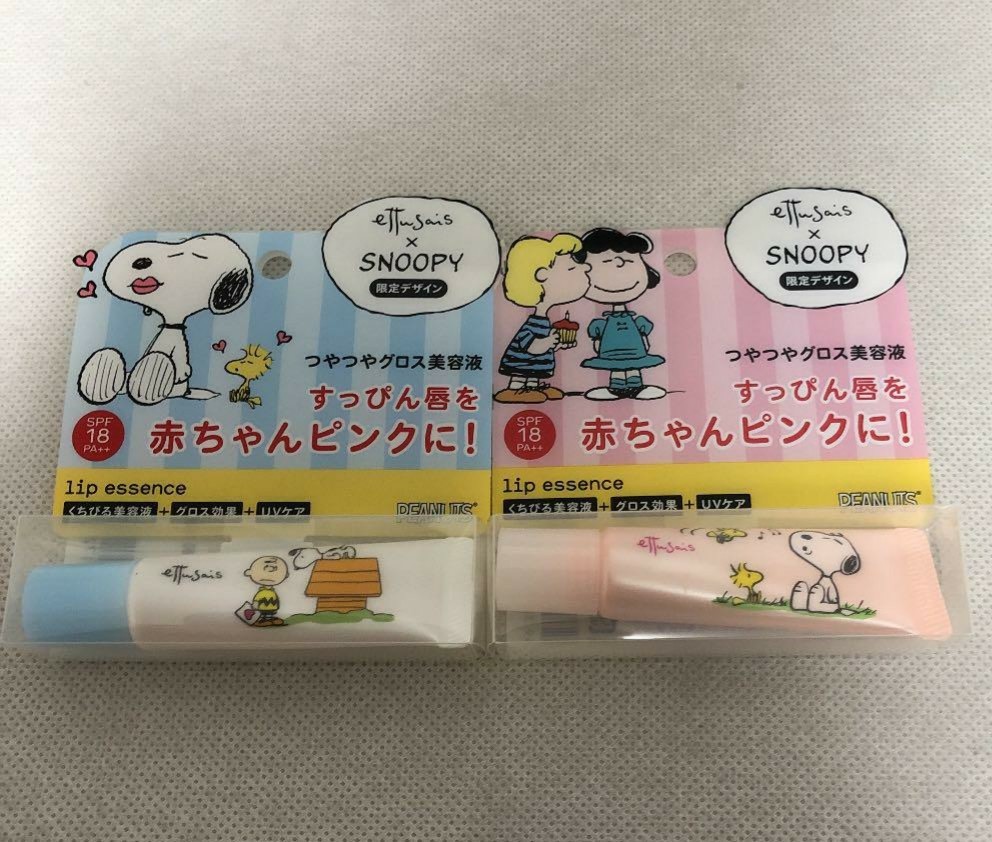 ettusais
×
SNOOPY
限定デザイン
つやつやグロス美容液
すっぴん唇を
赤ちゃんピンクに!
SPF
18
PA++
lip essence
くちびる美容液+グロス効果+UVケア
PEANUTS
ettusais
ettusais
×
SNOOPY
限定デザイン
つやつやグロス美容液
すっぴん唇を
赤ちゃんピンクに!
SPF
18
PA++
lip essence
くちびる美容液+グロス効果+UVケア
PEANUTS
ettusais